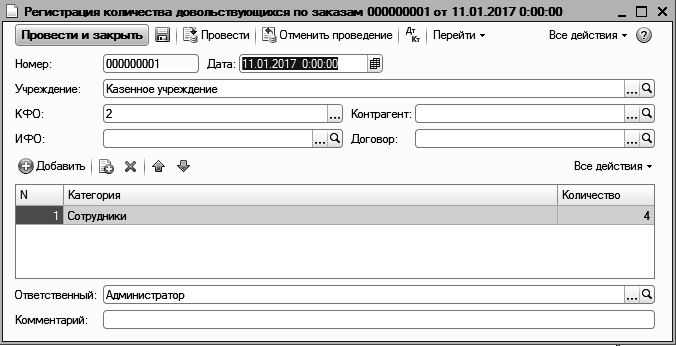 Регистрация количества довольствующихся по заказам 000000001 от 11.01.2017 0:00:00
Провести и закрыть Провести Отменить проведение Дт Кт Перейти Все действия ?
Номер: 000000001 Дата: 11.01.2017 0:00:00
Учреждение: Казенное учреждение ...
КФО: 2 ... Контрагент: ...
ИФО: ... Договор: ...
Добавить Все действия
N Категория Количество
1 Сотрудники 4
Ответственный: Администратор ...
Комментарий: